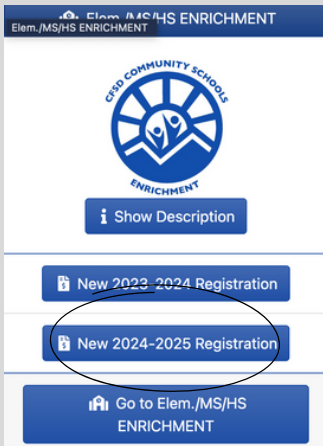 Elem./MS/HS ENRICHMENT
Elem./MS/HS ENRICHMENT
CFSD COMMUNITY SCHOOLS
ENRICHMENT
Show Description
New 2023-2024 Registration
New 2024-2025 Registration
Go to Elem./MS/HS
ENRICHMENT